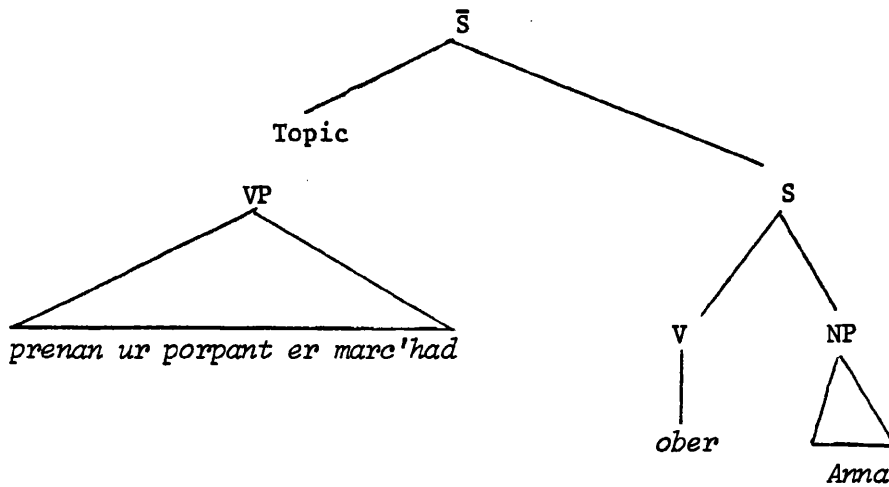 S̄
Topic
VP
S
prenan ur porpant er marc'had
V
NP
ober
Anna